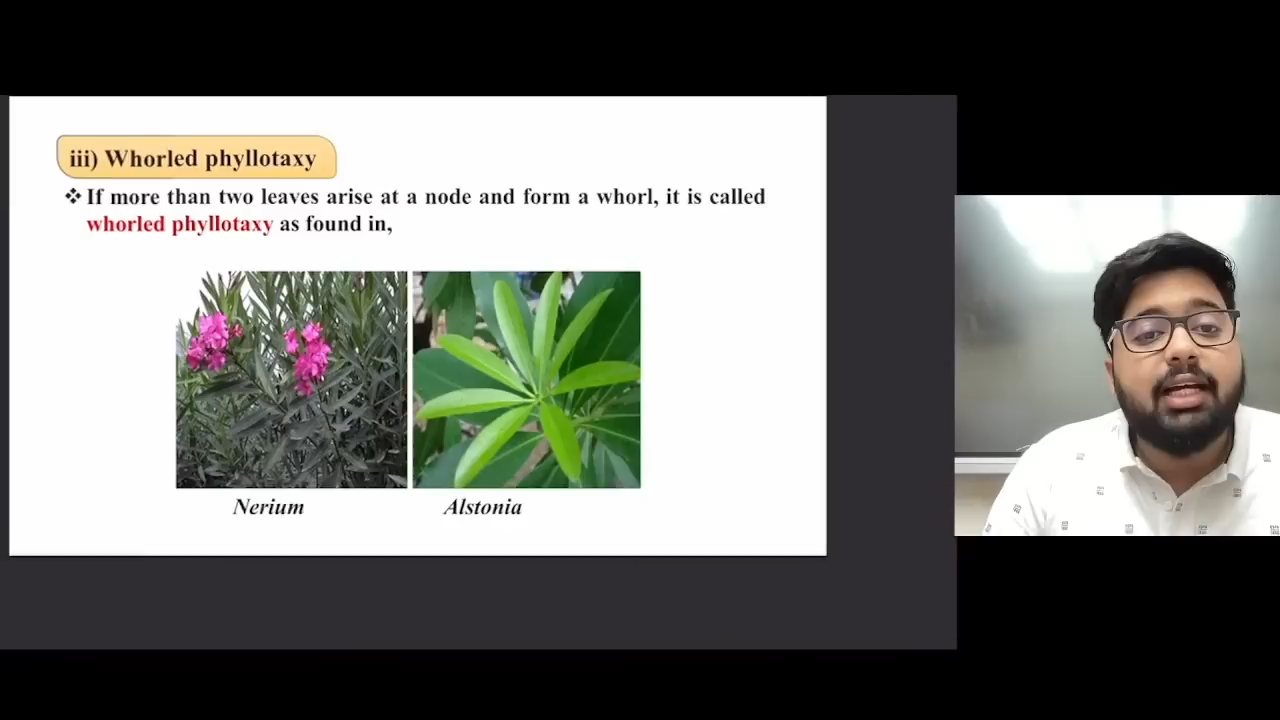 iii) Whorled phyllotaxy
❖ If more than two leaves arise at a node and form a whorl, it is called
whorled phyllotaxy as found in,
Nerium
Alstonia